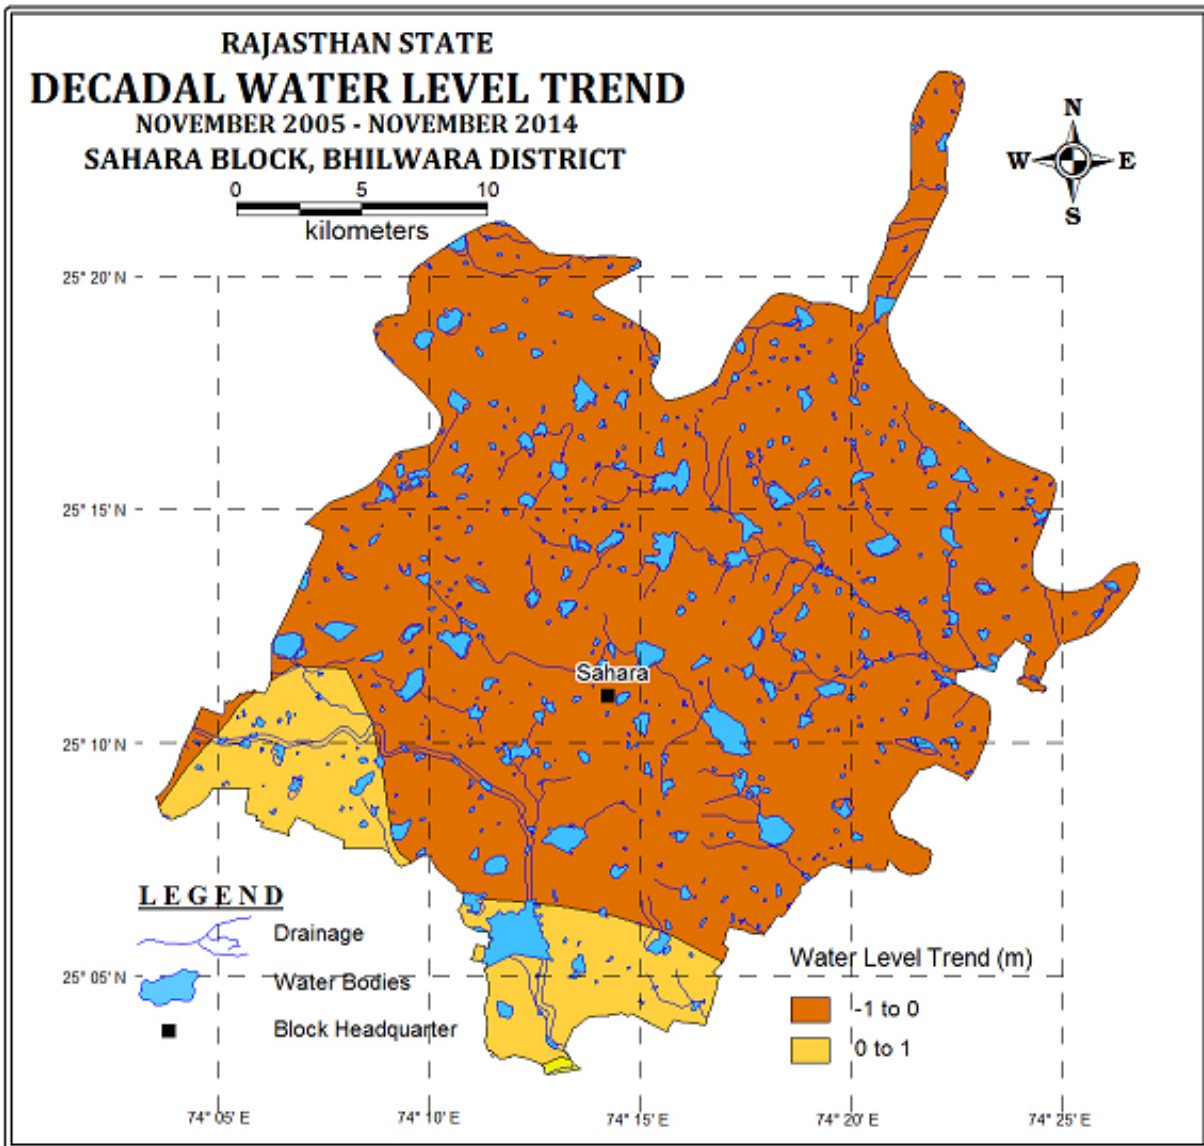 RAJASTHAN STATE
DECADAL WATER LEVEL TREND
NOVEMBER 2005 - NOVEMBER 2014
SAHARA BLOCK, BHILWARA DISTRICT
0 5 10
kilometers
N
W E
S
25° 20' N
25° 15' N
Sahara
25° 10' N
LEGEND
Drainage
Water Bodies
Block Headquarter
25° 05' N
Water Level Trend (m)
-1 to 0
0 to 1
74° 05' E 74° 10' E 74° 15' E 74° 20' E 74° 25' E